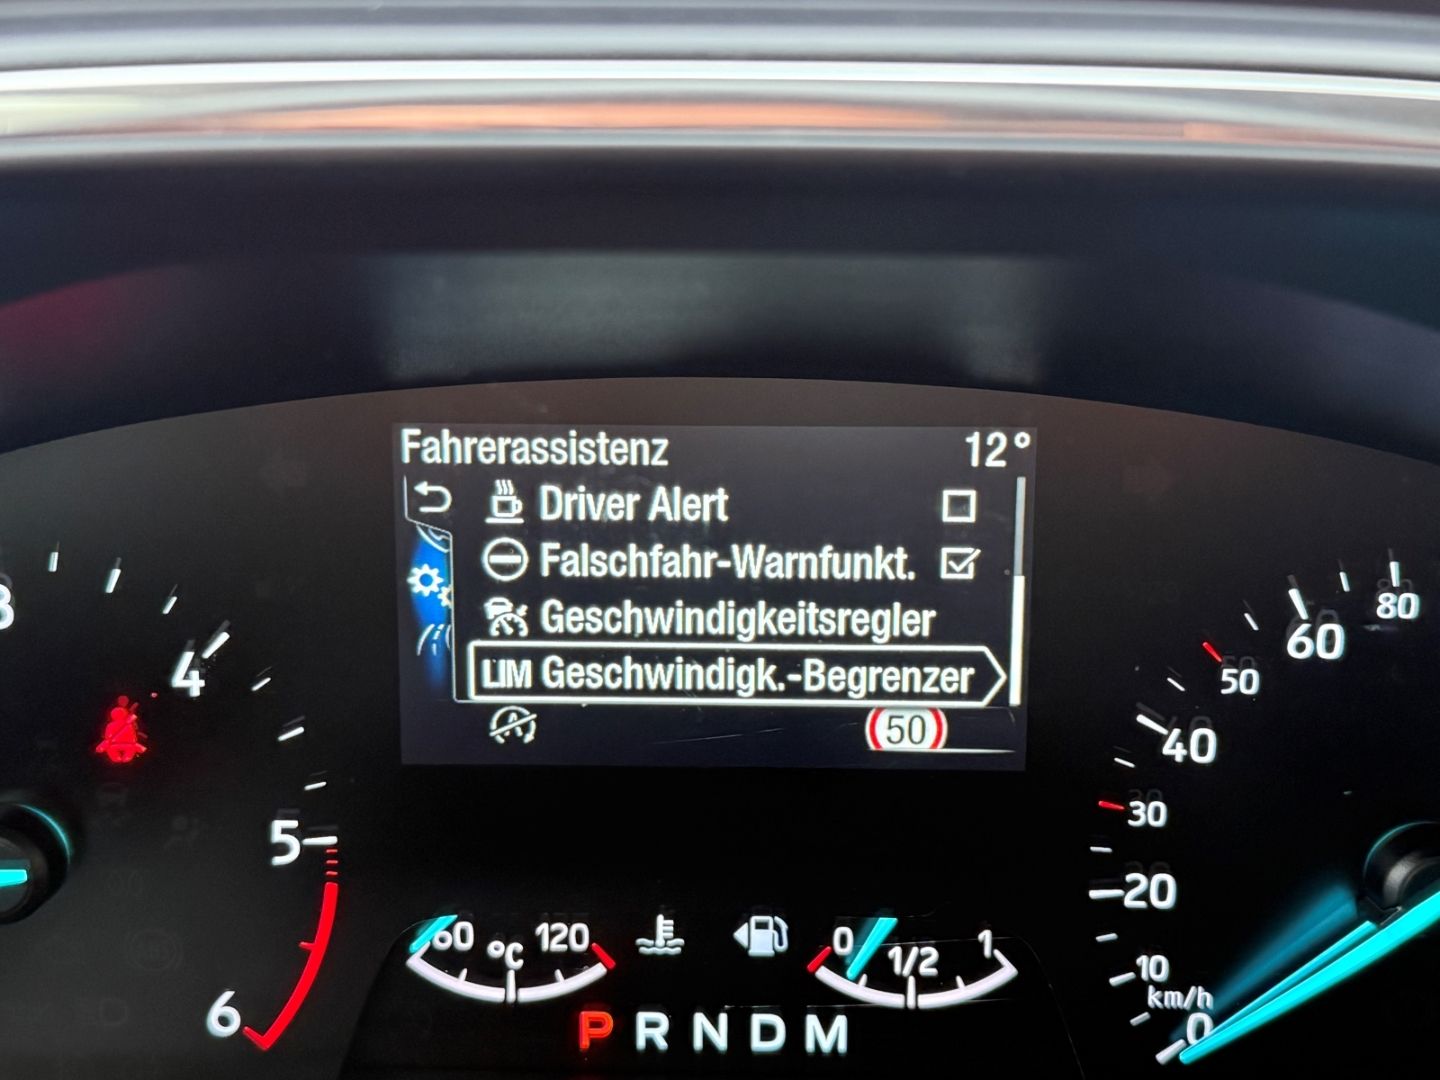 Fahrerassistenz 12°
Driver Alert
Falschfahr-Warnfunkt.
Geschwindigkeitsregler
LIM Geschwindigk.-Begrenzer
A 50
3
4
5
6
80
60
50
40
30
20
10
km/h
0
60 °C 120
0 1/2 1
P R N D M